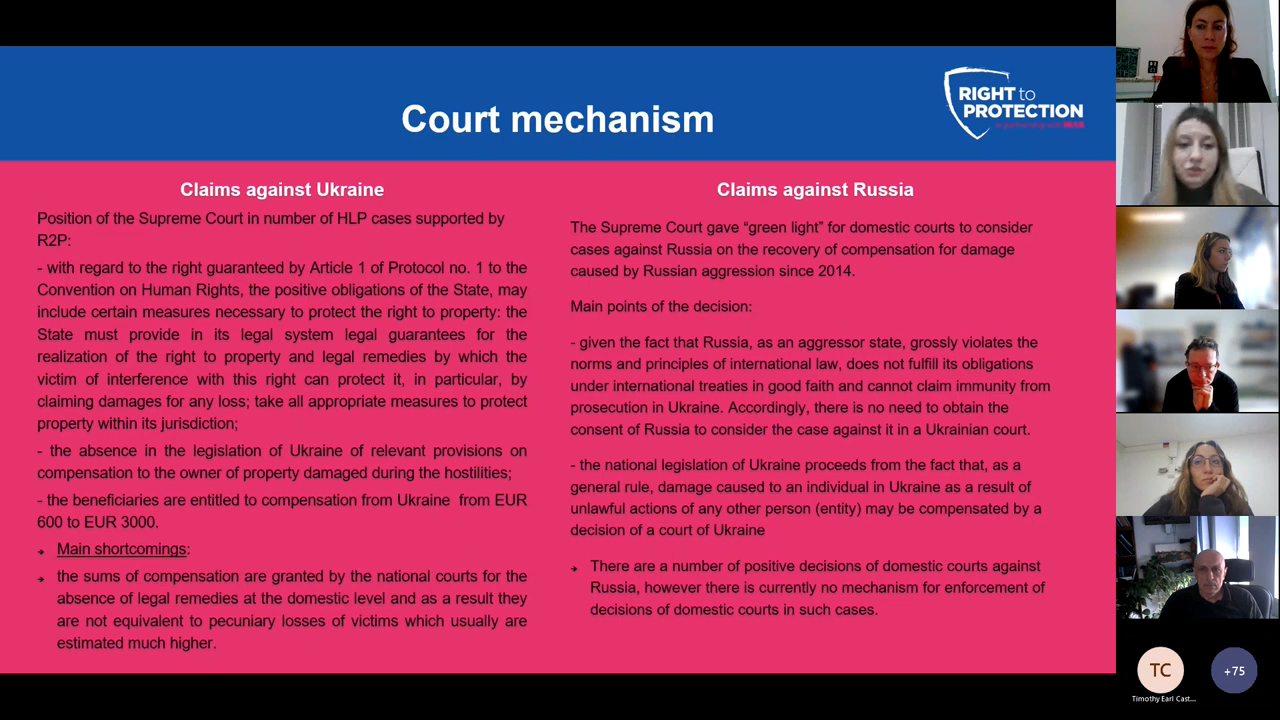 Court mechanism
RIGHT to
PROTECTION
in partnership with HIAS
Claims against Ukraine
Position of the Supreme Court in number of HLP cases supported by
R2P:
- with regard to the right guaranteed by Article 1 of Protocol no. 1 to the
Convention on Human Rights, the positive obligations of the State, may
include certain measures necessary to protect the right to property: the
State must provide in its legal system legal guarantees for the
realization of the right to property and legal remedies by which the
victim of interference with this right can protect it, in particular, by
claiming damages for any loss; take all appropriate measures to protect
property within its jurisdiction;
- the absence in the legislation of Ukraine of relevant provisions on
compensation to the owner of property damaged during the hostilities;
- the beneficiaries are entitled to compensation from Ukraine from EUR
600 to EUR 3000.
Main shortcomings:
the sums of compensation are granted by the national courts for the
absence of legal remedies at the domestic level and as a result they
are not equivalent to pecuniary losses of victims which usually are
estimated much higher.
Claims against Russia
The Supreme Court gave “green light” for domestic courts to consider
cases against Russia on the recovery of compensation for damage
caused by Russian aggression since 2014.
Main points of the decision:
- given the fact that Russia, as an aggressor state, grossly violates the
norms and principles of international law, does not fulfill its obligations
under international treaties in good faith and cannot claim immunity from
prosecution in Ukraine. Accordingly, there is no need to obtain the
consent of Russia to consider the case against it in a Ukrainian court.
- the national legislation of Ukraine proceeds from the fact that, as a
general rule, damage caused to an individual in Ukraine as a result of
unlawful actions of any other person (entity) may be compensated by a
decision of a court of Ukraine
There are a number of positive decisions of domestic courts against
Russia, however there is currently no mechanism for enforcement of
decisions of domestic courts in such cases.
TC
+75
Timothy Earl Cast...